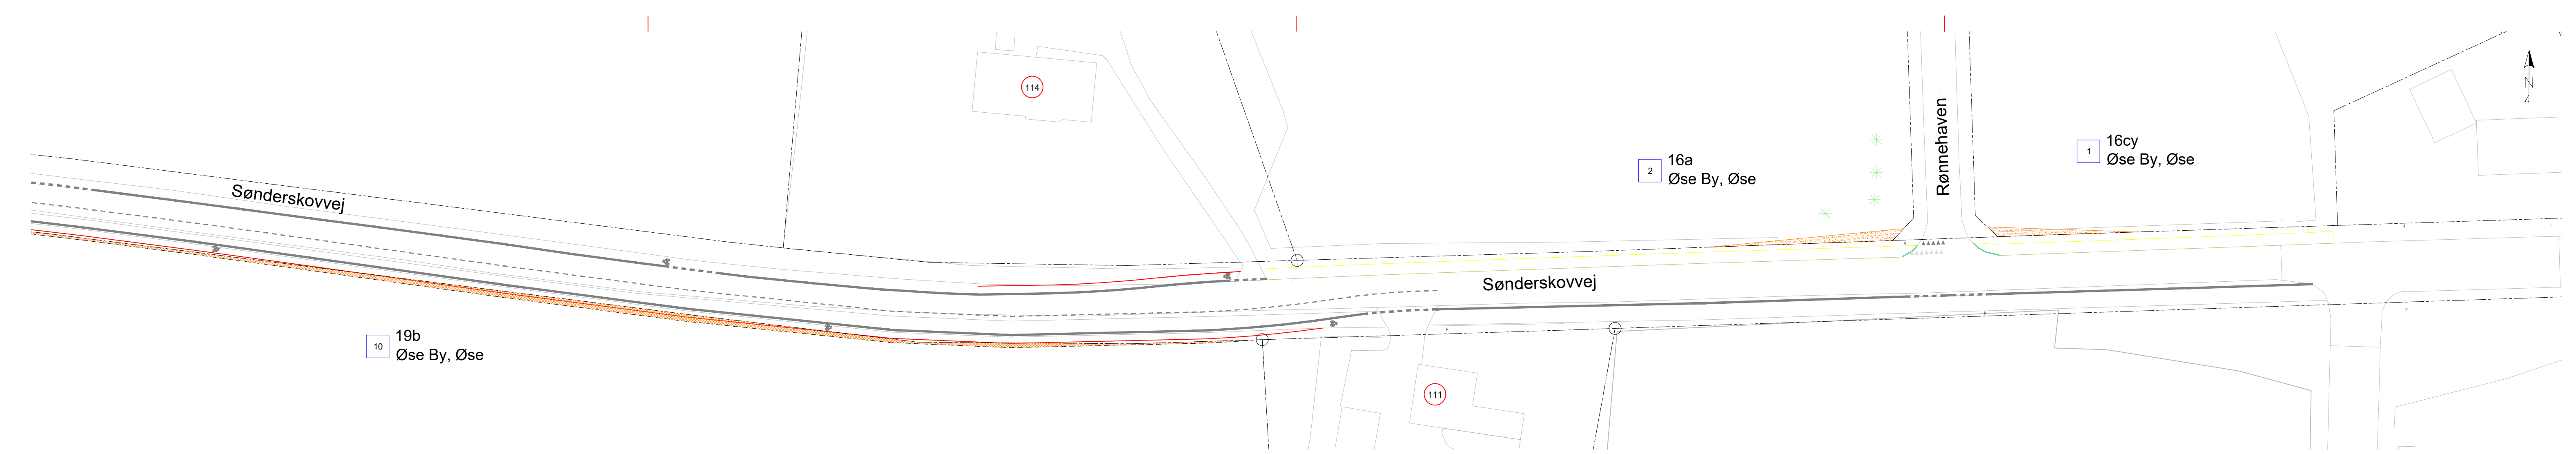 114
N
Sønderskovvej
16a
2
Øse By, Øse
Rønnehaven
16cy
1
Øse By, Øse
Sønderskovvej
19b
10
Øse By, Øse
111